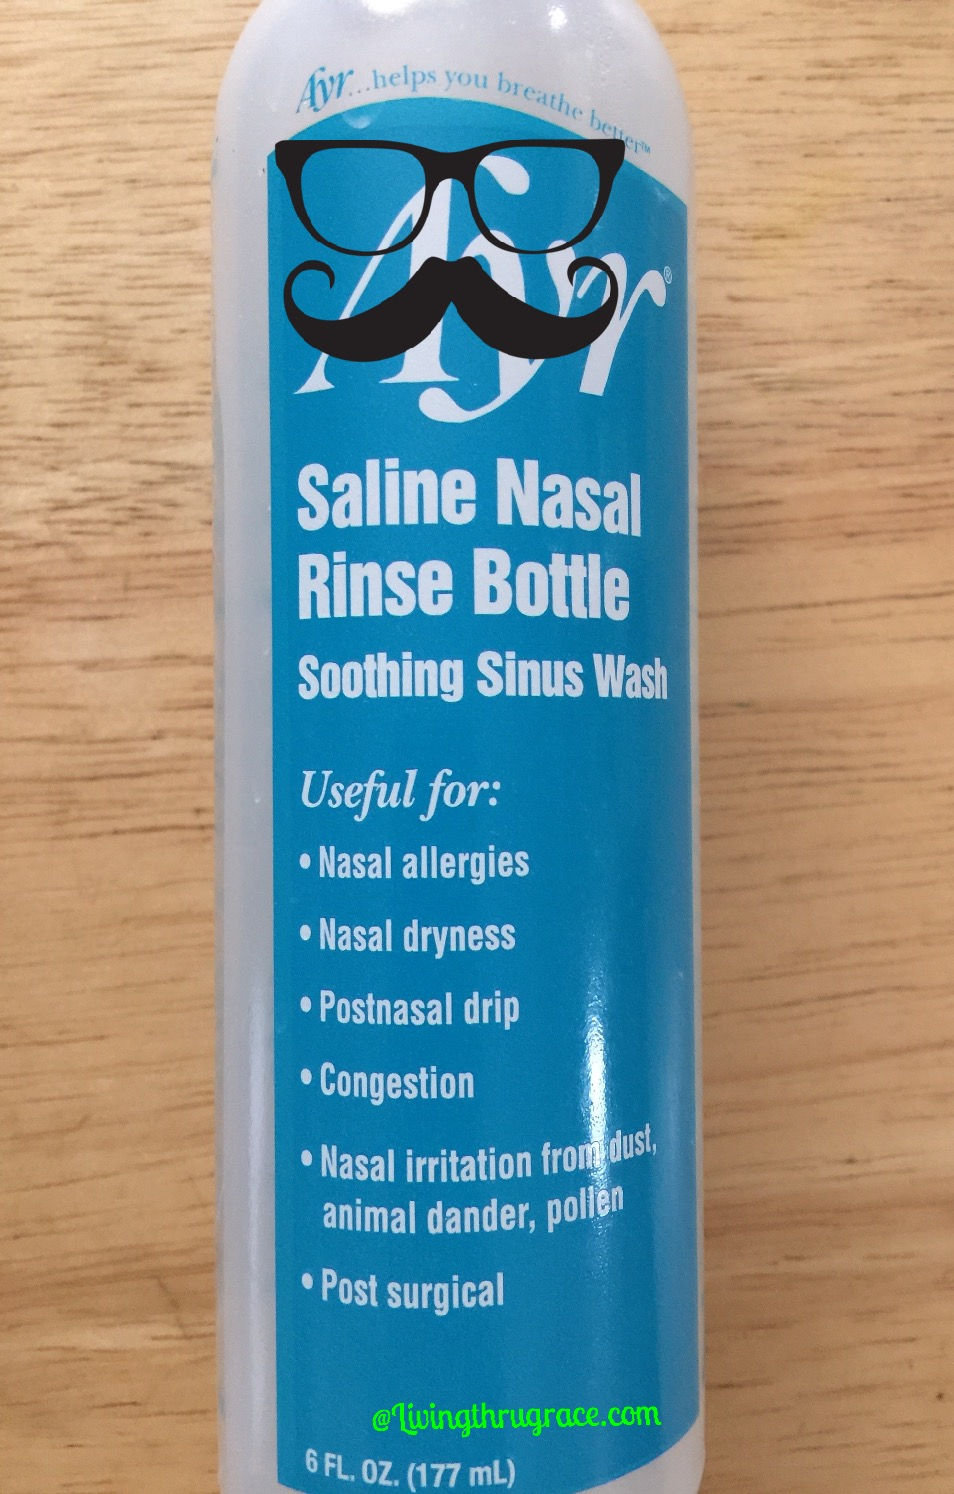 Ayr...helps you breathe better™
Ayr®
Saline Nasal
Rinse Bottle
Soothing Sinus Wash
Useful for:
• Nasal allergies
• Nasal dryness
• Postnasal drip
• Congestion
• Nasal irritation from dust,
animal dander, pollen
• Post surgical
@Livingthrugrace.com
6 FL. OZ. (177 mL)